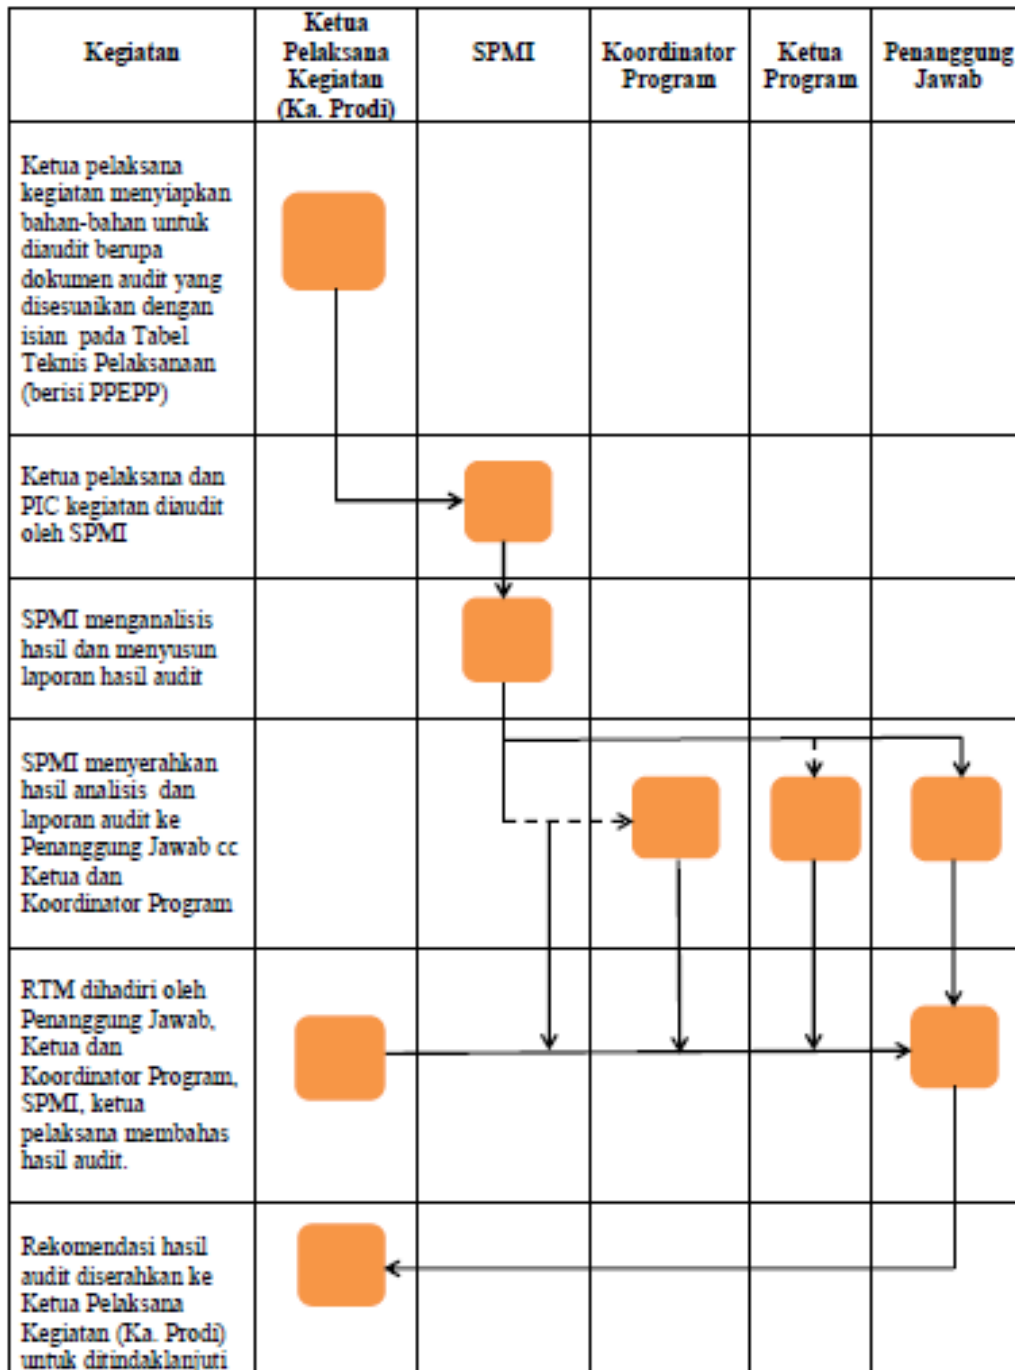 Kegiatan
Ketua
Pelaksana
Kegiatan
(Ka. Prodi)
SPMI
Koordinator
Program
Ketua
Program
Penanggung
Jawab
Ketua pelaksana
kegiatan menyiapkan
bahan-bahan untuk
diaudit berupa
dokumen audit yang
disesuaikan dengan
isian pada Tabel
Teknis Pelaksanaan
(berisi PPEPP)
Ketua pelaksana dan
PIC kegiatan diaudit
oleh SPMI
SPMI menganalisis
hasil dan menyusun
laporan hasil audit
SPMI menyerahkan
hasil analisis dan
laporan audit ke
Penanggung Jawab cc
Ketua dan
Koordinator Program
RTM dihadiri oleh
Penanggung Jawab,
Ketua dan
Koordinator Program,
SPMI, ketua
pelaksana membahas
hasil audit.
Rekomendasi hasil
audit diserahkan ke
Ketua Pelaksana
Kegiatan (Ka. Prodi)
untuk ditindaklanjuti